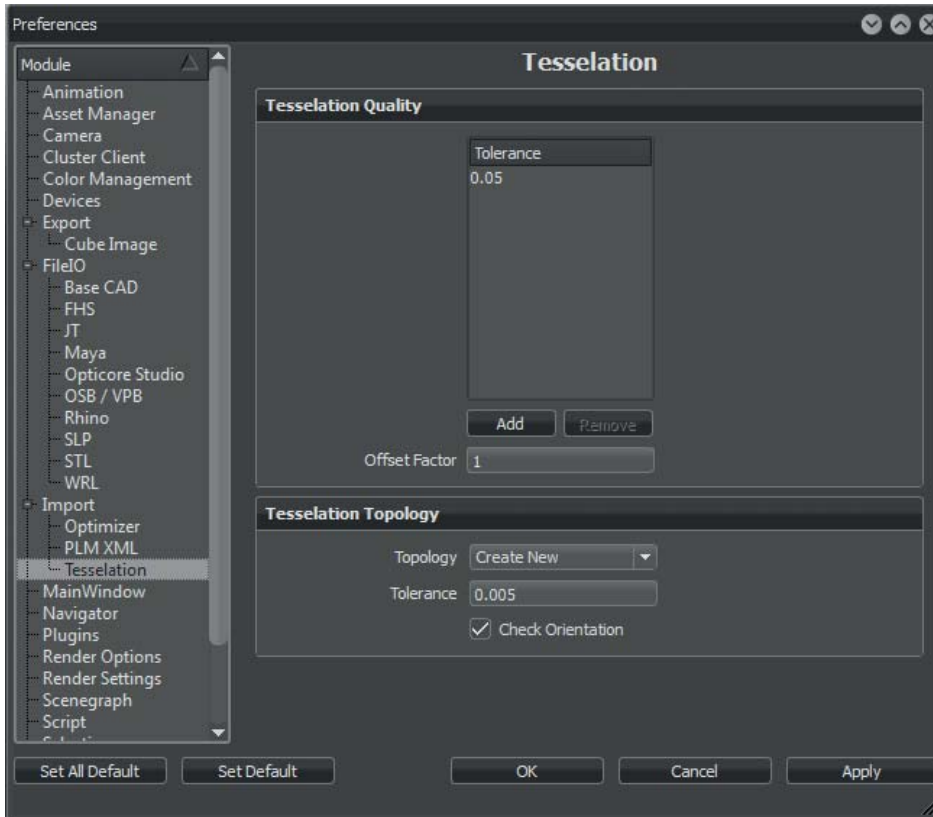 Preferences
Module
Animation
Asset Manager
Camera
Cluster Client
Color Management
Devices
Export
Cube Image
FileIO
Base CAD
FHS
JT
Maya
Opticore Studio
OSB / VPB
Rhino
SLP
STL
WRL
Import
Optimizer
PLM XML
Tesselation
MainWindow
Navigator
Plugins
Render Options
Render Settings
Scenegraph
Script
Tesselation
Tesselation Quality
Tolerance
0.05
Add Remove
Offset Factor 1
Tesselation Topology
Topology Create New
Tolerance 0.005
Check Orientation
Set All Default Set Default OK Cancel Apply